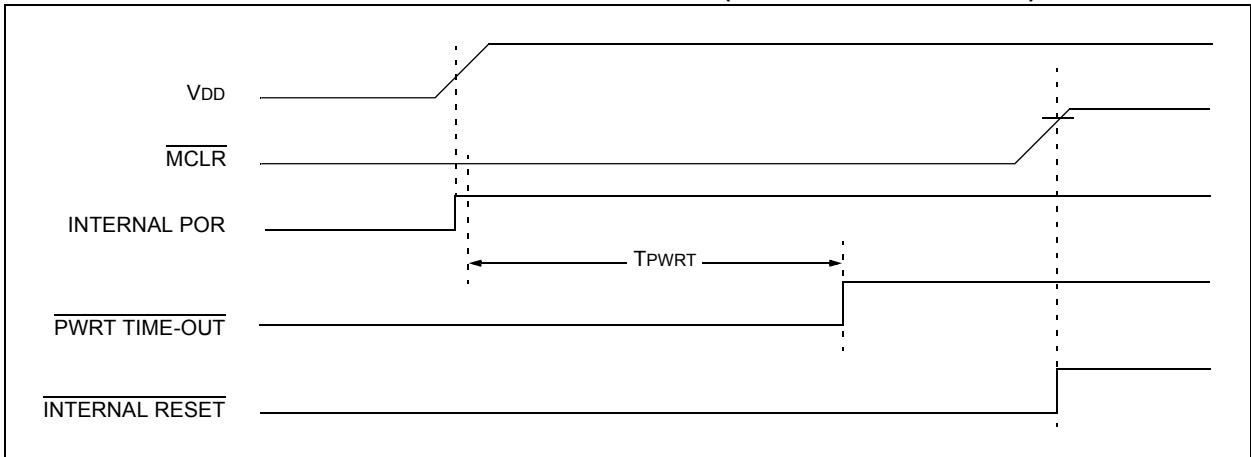 VDD
MCLR
INTERNAL POR
TPWRT
PWRT TIME-OUT
INTERNAL RESET